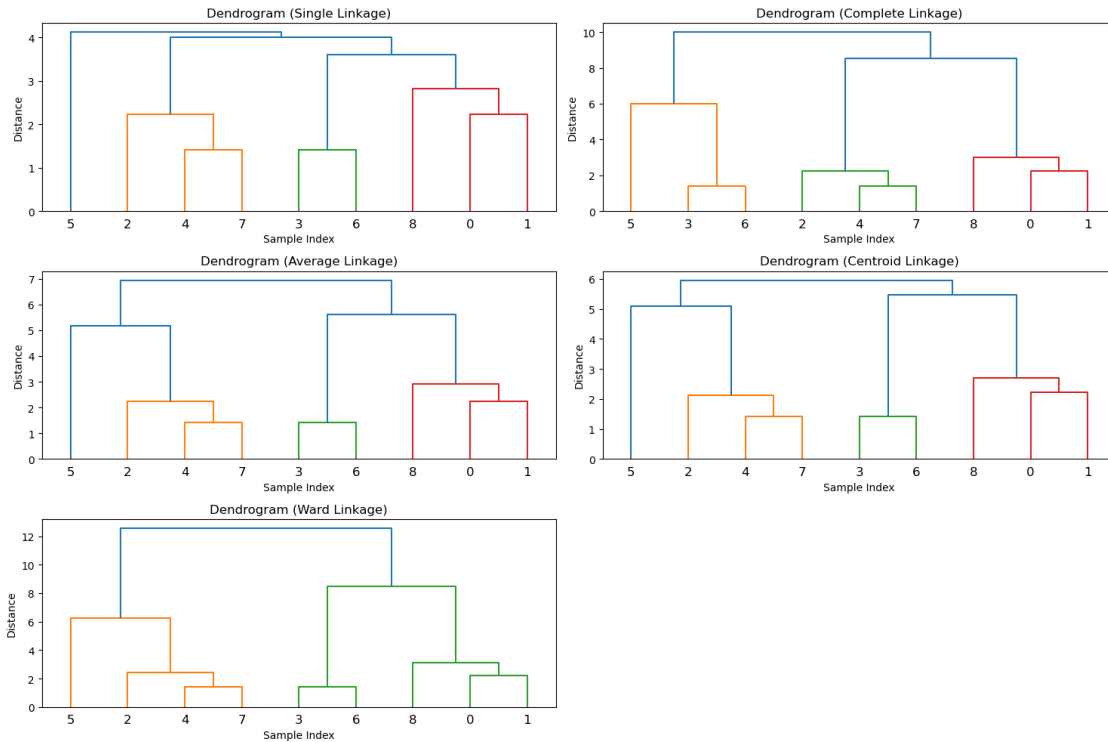 Dendrogram (Single Linkage)
Distance
4
3
2
1
0
5 2 4 7 3 6 8 0 1
Sample Index
Dendrogram (Complete Linkage)
Distance
10
8
6
4
2
0
5 3 6 2 4 7 8 0 1
Sample Index
Dendrogram (Average Linkage)
Distance
7
6
5
4
3
2
1
0
5 2 4 7 3 6 8 0 1
Sample Index
Dendrogram (Centroid Linkage)
Distance
6
5
4
3
2
1
0
5 2 4 7 3 6 8 0 1
Sample Index
Dendrogram (Ward Linkage)
Distance
12
10
8
6
4
2
0
5 2 4 7 3 6 8 0 1
Sample Index